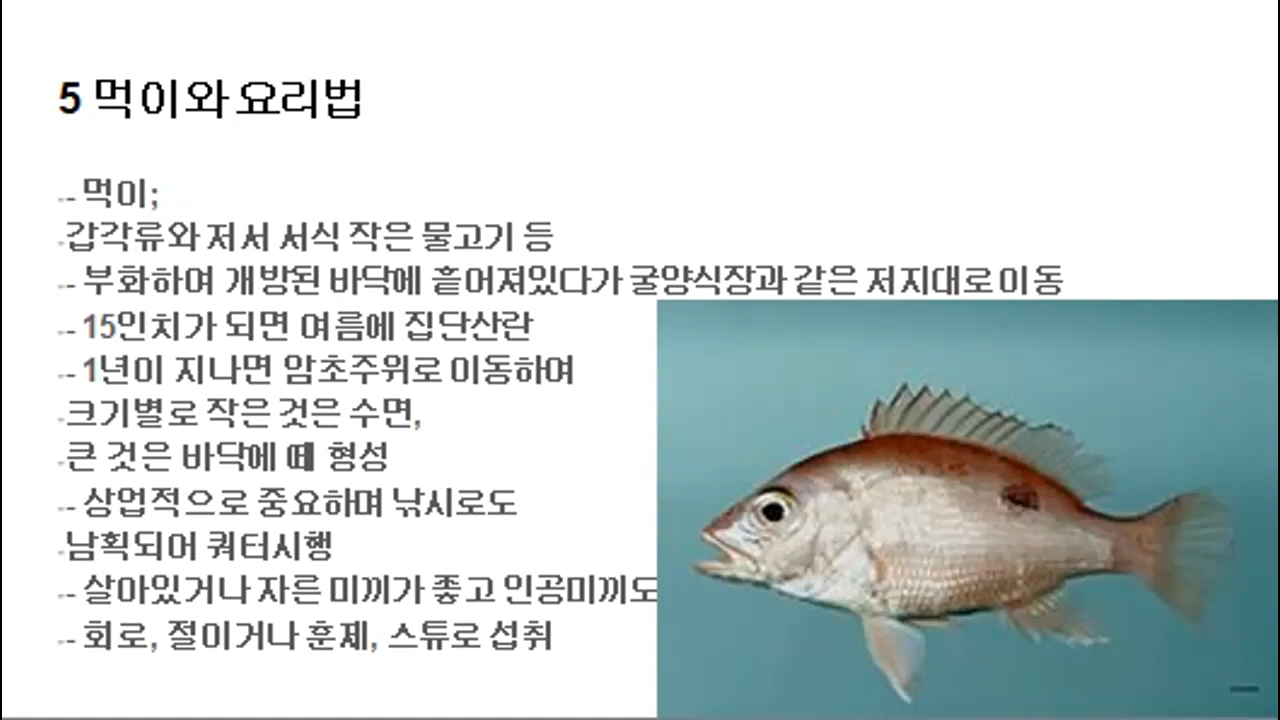 5 먹이와 요리법
-- 먹이;
-갑각류와 저서 서식 작은 물고기 등
-- 부화하여 개방된 바닥에 흩어져있다가 굴양식장과 같은 저지대로 이동
-- 15인치가 되면 여름에 집단산란
-- 1년이 지나면 암초주위로 이동하여
-크기별로 작은 것은 수면,
-큰 것은 바닥에 떼 형성
-- 상업적으로 중요하며 낚시로도
-남획되어 쿼터시행
-- 살아있거나 자른 미끼가 좋고 인공미끼도
-- 회로, 절이거나 훈제, 스튜로 섭취